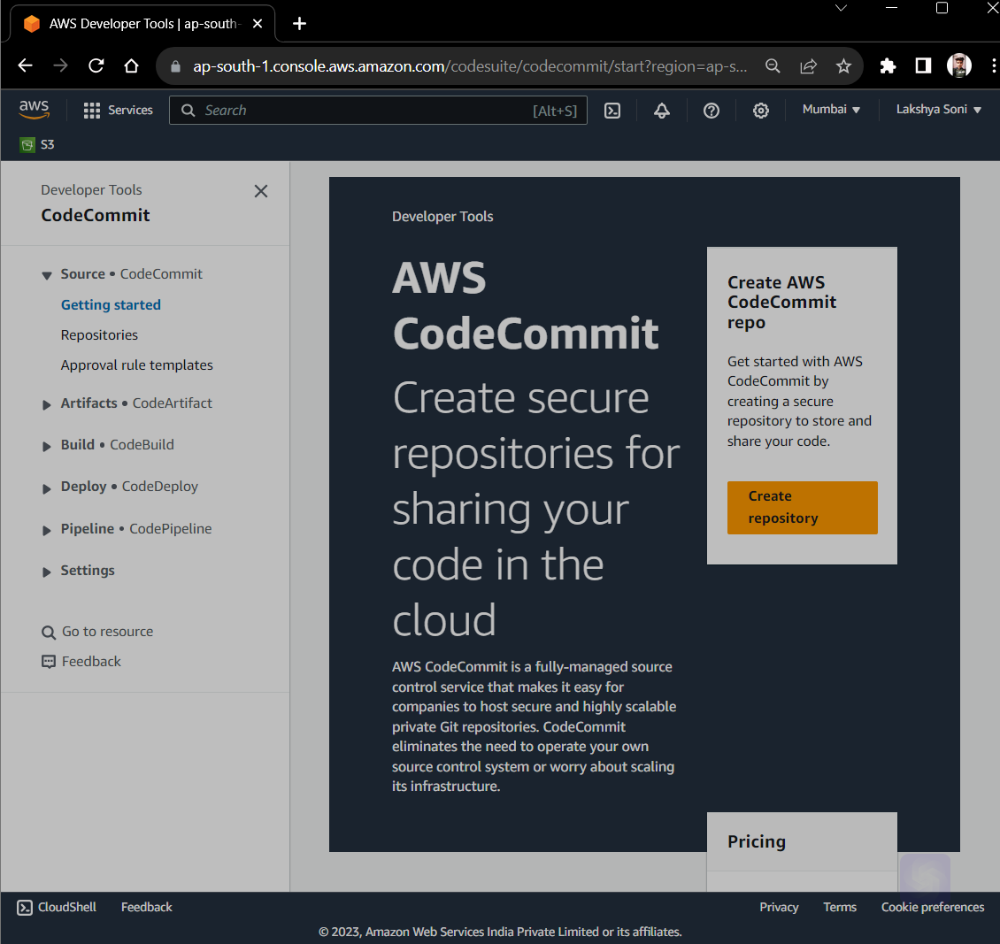 AWS Developer Tools | ap-south-
ap-south-1.console.aws.amazon.com/codesuite/codecommit/start?region=ap-s...
aws
Services
Search
[Alt+S]
Mumbai
Lakshya Soni
S3
Developer Tools
CodeCommit
Source • CodeCommit
Getting started
Repositories
Approval rule templates
Artifacts • CodeArtifact
Build • CodeBuild
Deploy • CodeDeploy
Pipeline • CodePipeline
Settings
Go to resource
Feedback
Developer Tools
AWS
CodeCommit
Create secure
repositories for
sharing your
code in the
cloud
AWS CodeCommit is a fully-managed source
control service that makes it easy for
companies to host secure and highly scalable
private Git repositories. CodeCommit
eliminates the need to operate your own
source control system or worry about scaling
its infrastructure.
Create AWS
CodeCommit
repo
Get started with AWS
CodeCommit by
creating a secure
repository to store and
share your code.
Create
repository
Pricing
CloudShell
Feedback
Privacy
Terms
Cookie preferences
© 2023, Amazon Web Services India Private Limited or its affiliates.